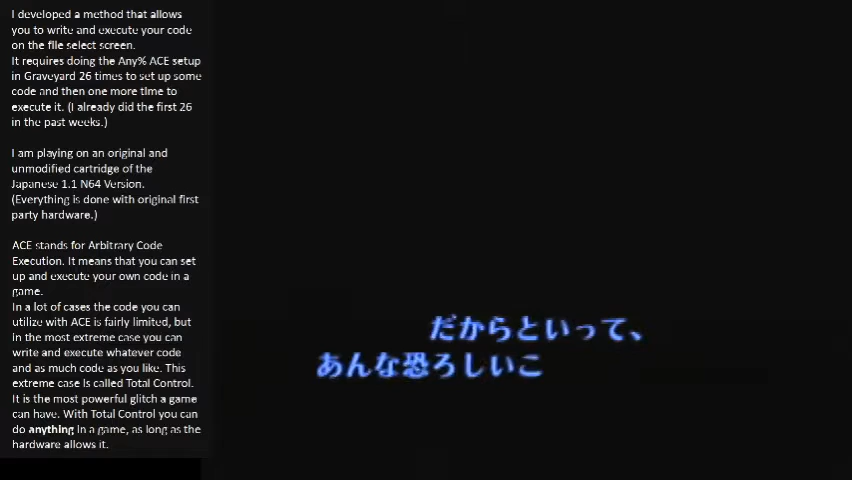 I developed a method that allows
you to write and execute your code
on the file select screen.
It requires doing the Any% ACE setup
in Graveyard 26 times to set up some
code and then one more time to
execute it. (I already did the first 26
in the past weeks.)
I am playing on an original and
unmodified cartridge of the
Japanese 1.1 N64 Version.
(Everything is done with original first
party hardware.)
ACE stands for Arbitrary Code
Execution. It means that you can set
up and execute your own code in a
game.
In a lot of cases the code you can
utilize with ACE is fairly limited, but
in the most extreme case you can
write and execute whatever code
and as much code as you like. This
extreme case is called Total Control.
It is the most powerful glitch a game
can have. With Total Control you can
do anything in a game, as long as the
hardware allows it.
だからといって、
あんな恐ろしいこ